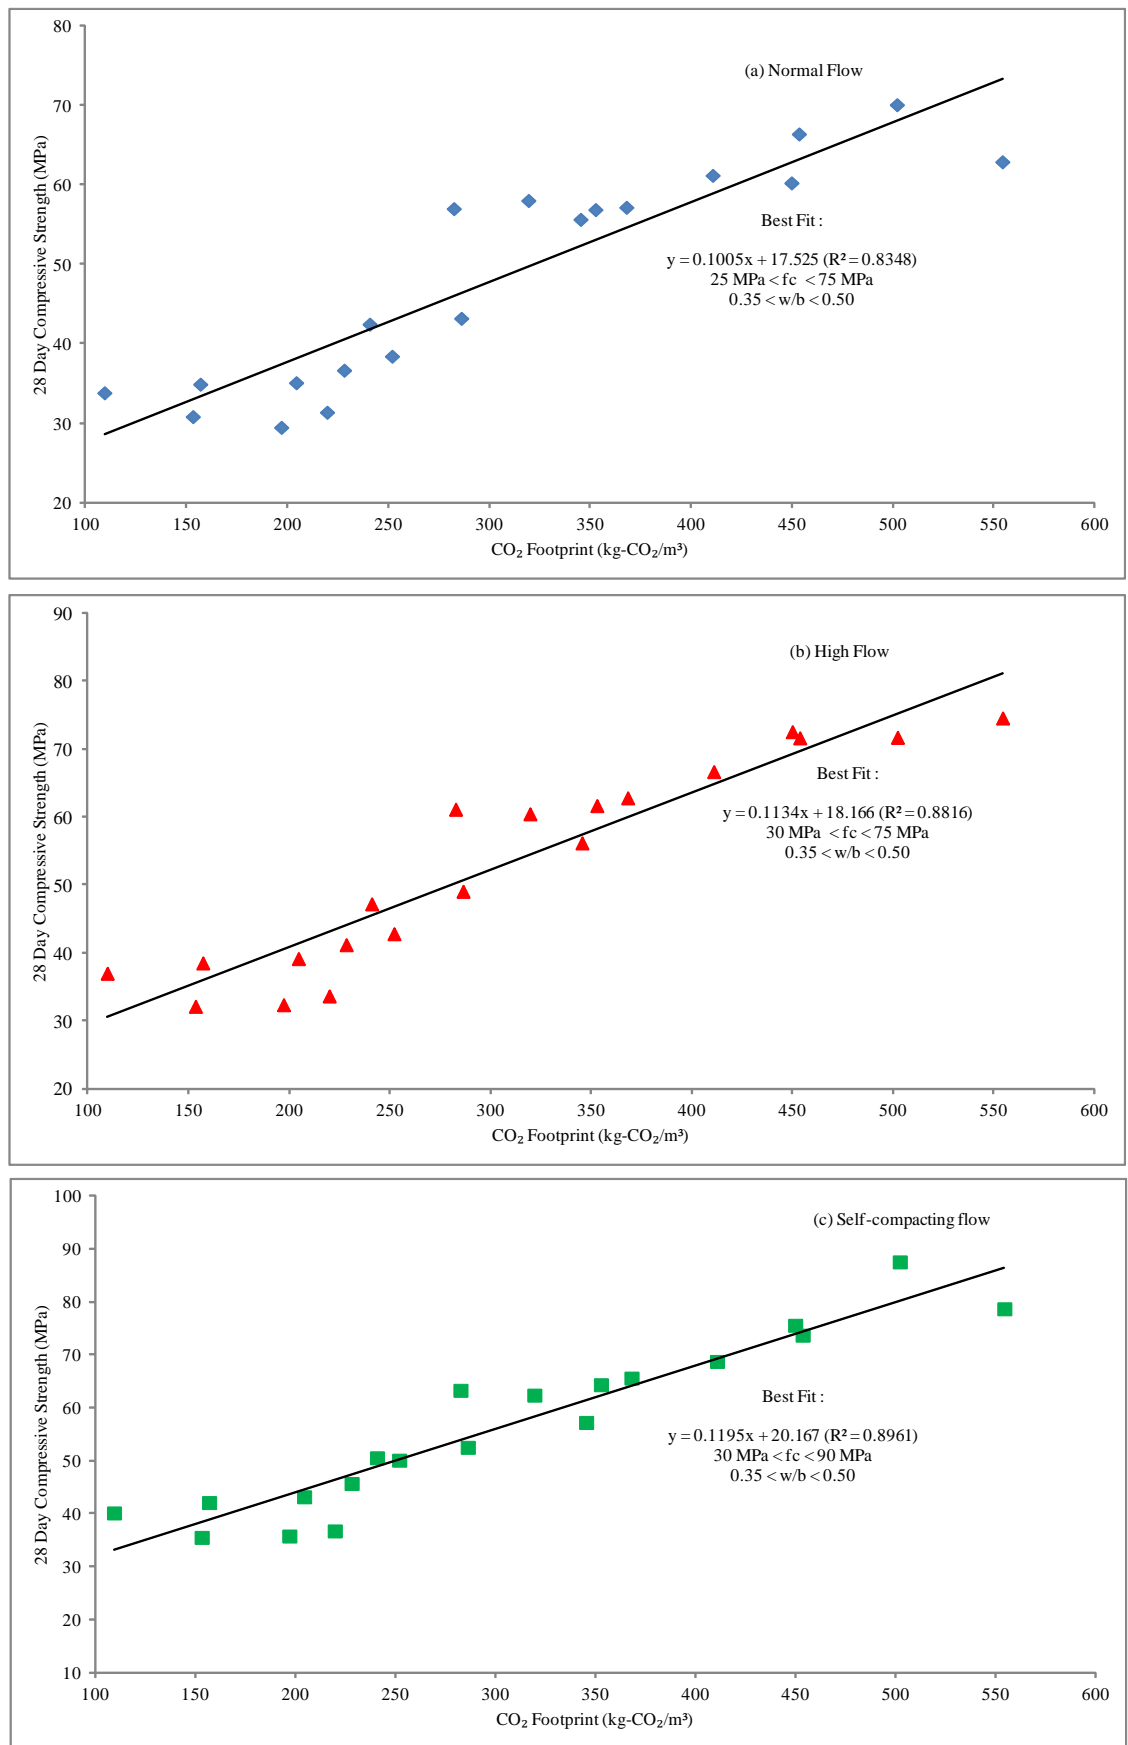 80
70
60
50
40
30
20
28 Day Compressive Strength (MPa)
(a) Normal Flow
Best Fit :
y = 0.1005x + 17.525 (R² = 0.8348)
25 MPa < fc < 75 MPa
0.35 < w/b < 0.50
100 150 200 250 300 350 400 450 500 550 600
CO₂ Footprint (kg-CO₂/m³)
90
80
70
60
50
40
30
20
28 Day Compressive Strength (MPa)
(b) High Flow
Best Fit :
y = 0.1134x + 18.166 (R² = 0.8816)
30 MPa < fc < 75 MPa
0.35 < w/b < 0.50
100 150 200 250 300 350 400 450 500 550 600
CO₂ Footprint (kg-CO₂/m³)
100
90
80
70
60
50
40
30
20
10
28 Day Compressive Strength (MPa)
(c) Self-compacting flow
Best Fit :
y = 0.1195x + 20.167 (R² = 0.8961)
30 MPa < fc < 90 MPa
0.35 < w/b < 0.50
100 150 200 250 300 350 400 450 500 550 600
CO₂ Footprint (kg-CO₂/m³)